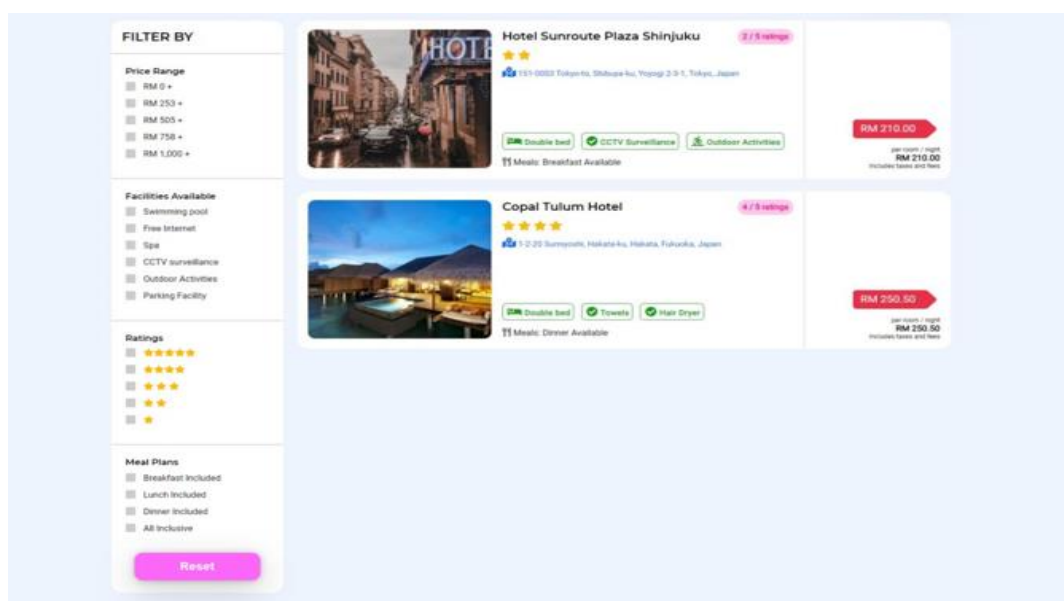 FILTER BY
Price Range
RM 0 +
RM 253 +
RM 505 +
RM 758 +
RM 1,000 +
Facilities Available
Swimming pool
Free Internet
Spa
CCTV surveillance
Outdoor Activities
Parking Facility
Ratings
Meal Plans
Breakfast Included
Lunch Included
Dinner Included
All Inclusive
Reset
HOTE
Hotel Sunroute Plaza Shinjuku
2 / 5 ratings
151-0053 Tokyo-to, Shibuya-ku, Yoyogi 2-3-1, Tokyo, Japan
Double bed
CCTV Surveillance
Outdoor Activities
Meals: Breakfast Available
RM 210.00
per room / night
RM 210.00
includes taxes and fees
Copal Tulum Hotel
4 / 5 ratings
1-2-20 Sumiyoshi, Hakata-ku, Hakata, Fukuoka, Japan
Double bed
Towels
Hair Dryer
Meals: Dinner Available
RM 250.50
per room / night
RM 250.50
includes taxes and fees